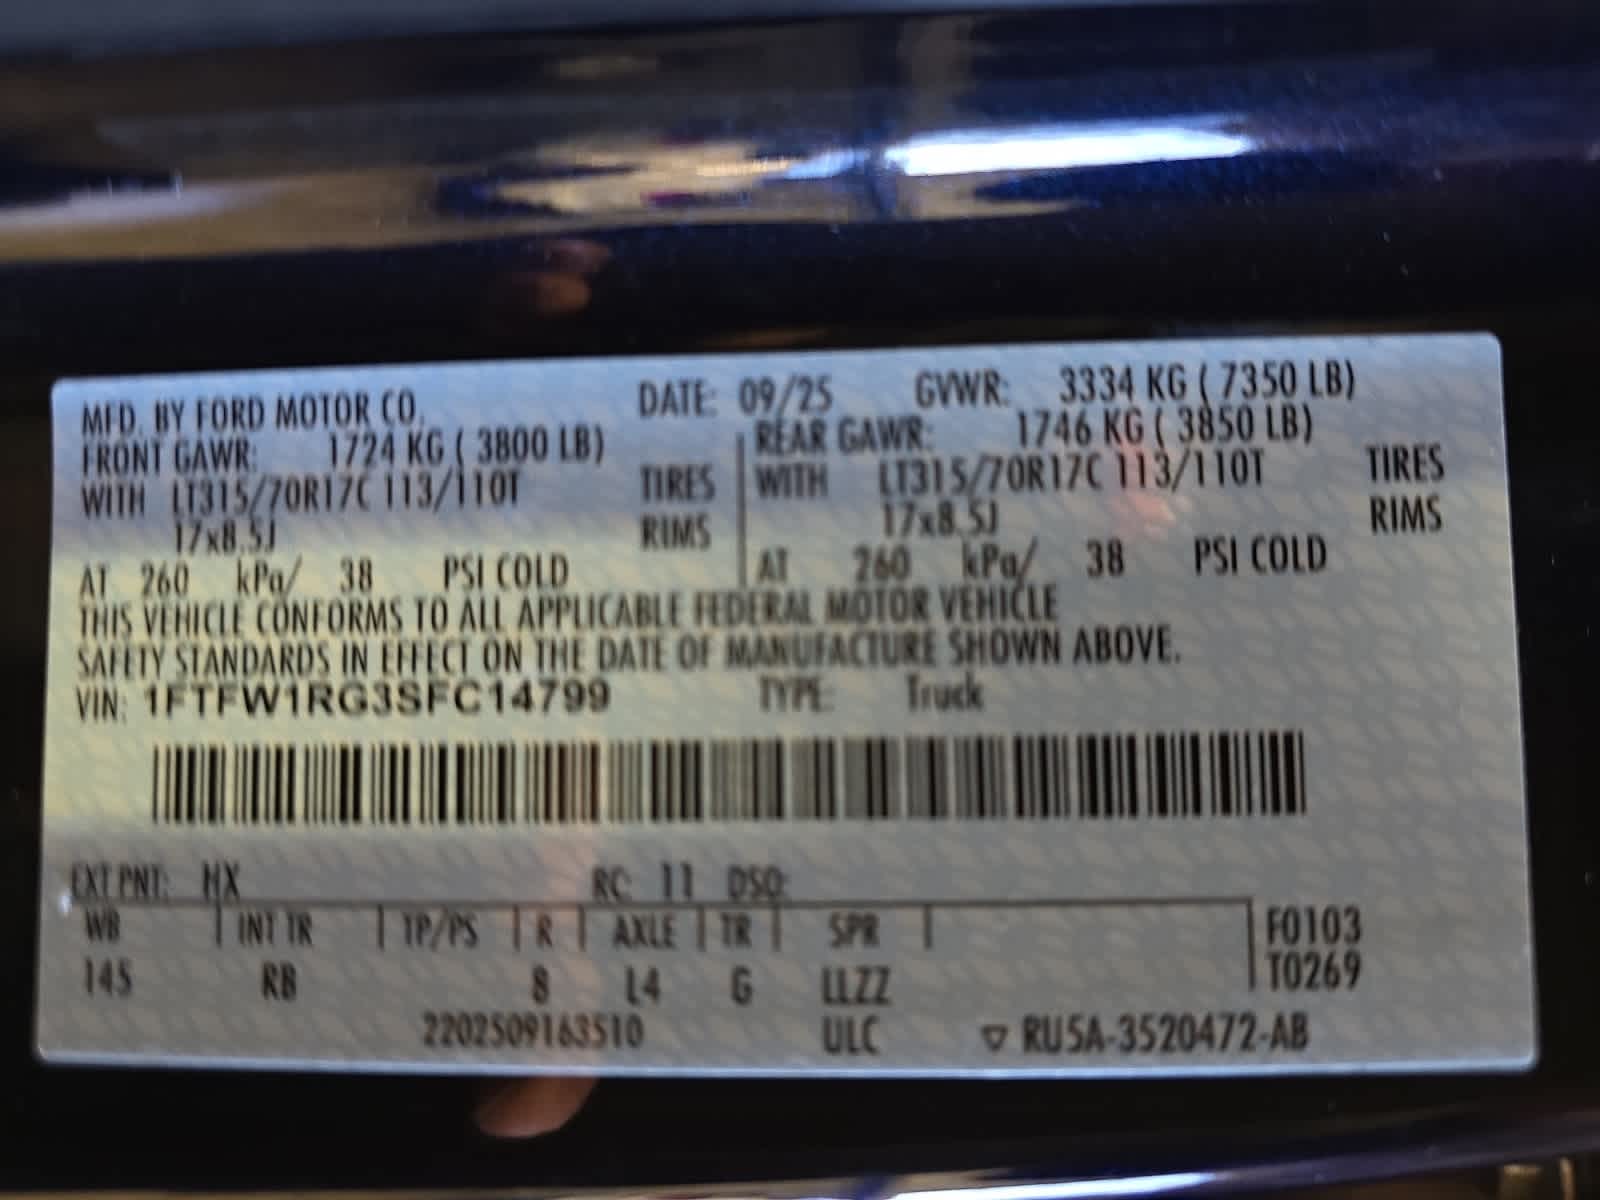 MFD. BY FORD MOTOR CO. DATE: 09/25 GVWR: 3334 KG ( 7350 LB)
FRONT GAWR: 1724 KG ( 3800 LB) REAR GAWR: 1746 KG ( 3850 LB)
WITH LT315/70R17C 113/110T TIRES WITH LT315/70R17C 113/110T TIRES
17x8.5J RIMS 17x8.5J RIMS
AT 260 kPa/ 38 PSI COLD AT 260 kPa/ 38 PSI COLD
THIS VEHICLE CONFORMS TO ALL APPLICABLE FEDERAL MOTOR VEHICLE
SAFETY STANDARDS IN EFFECT ON THE DATE OF MANUFACTURE SHOWN ABOVE.
VIN: 1FTFW1RG3SFC14799 TYPE: Truck
EXT PNT: HX RC: 11 DSO:
WB INT TR TP/PS R AXLE TR SPR F0103
145 RB 8 L4 G LLZZ T0269
2202509163510 ULC ▽ RU5A-3520472-AB